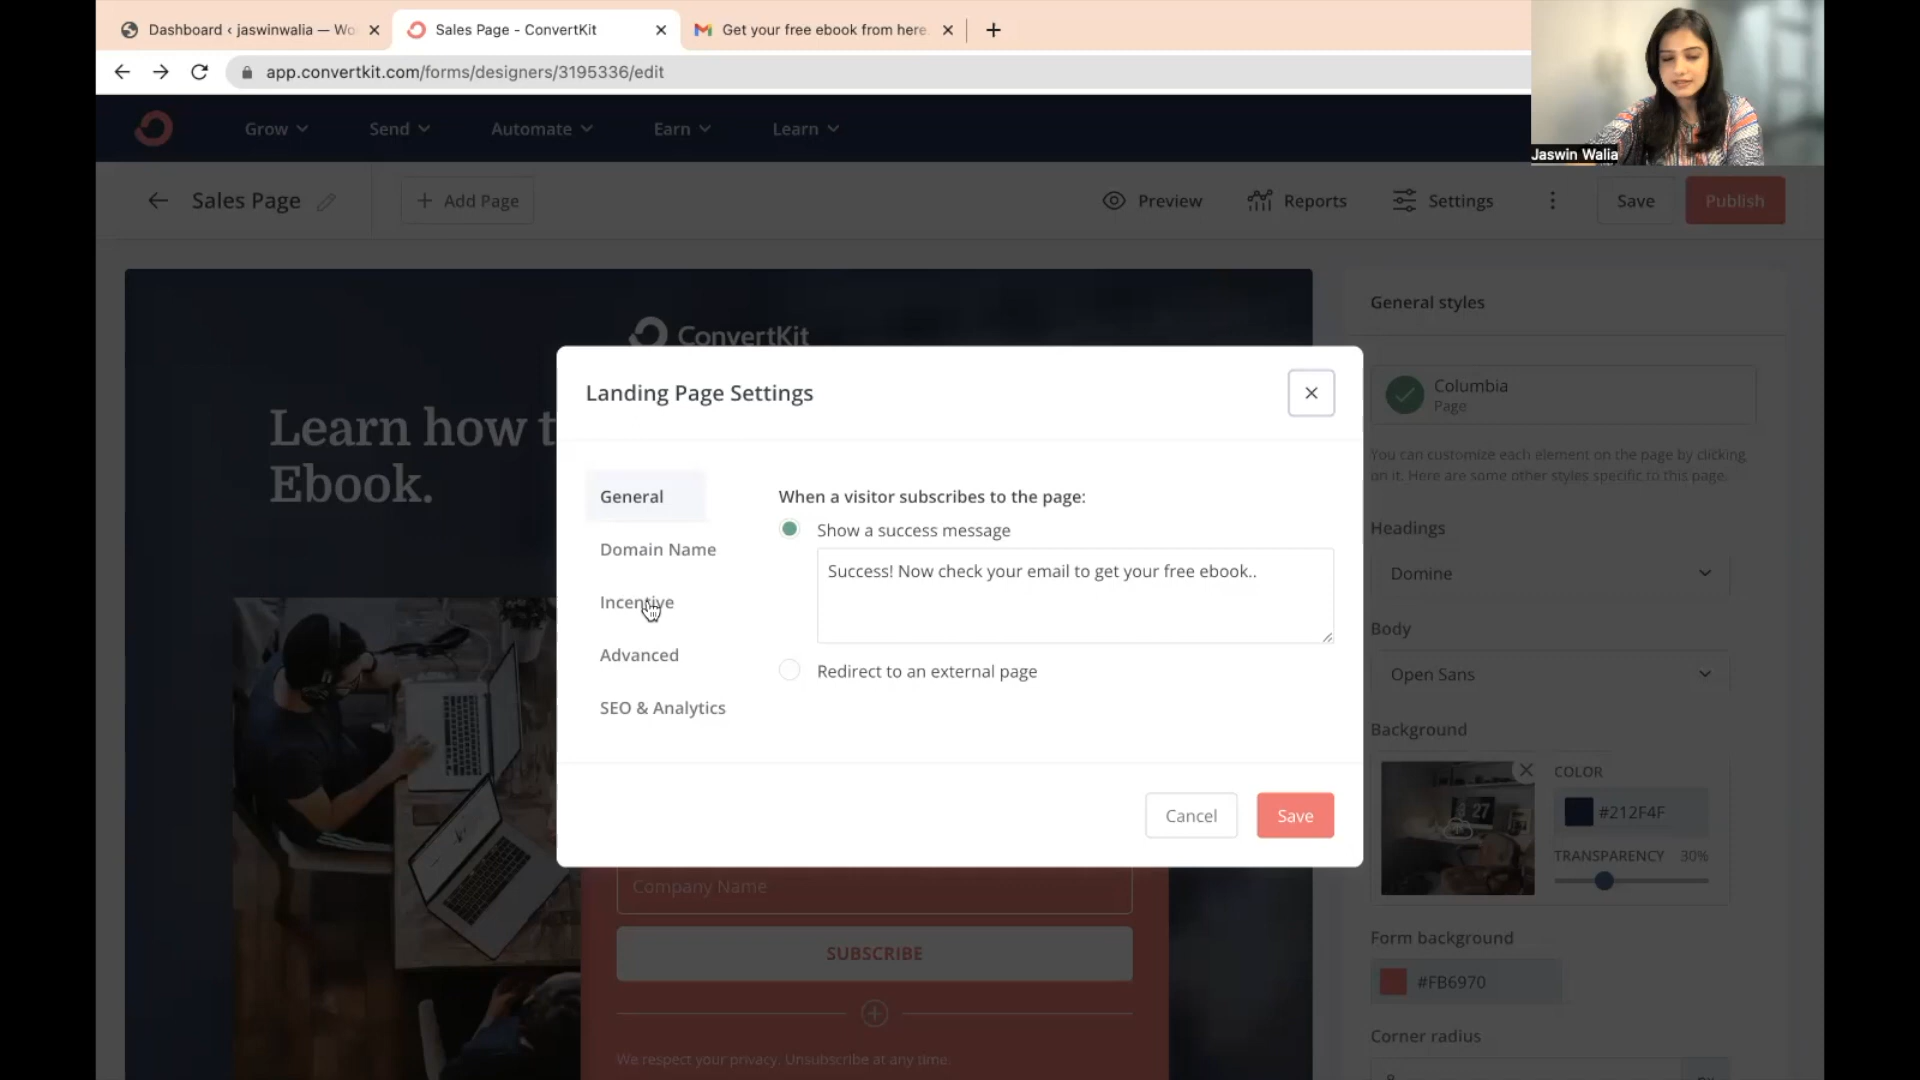 Dashboard ‹ jaswinwalia — Wo
Sales Page - ConvertKit
Get your free ebook from here
app.convertkit.com/forms/designers/3195336/edit
Jaswin Walia
Grow
Send
Automate
Earn
Learn
Sales Page
+ Add Page
Preview
Reports
Settings
Save
Publish
General styles
ConvertKit
Columbia
Page
Learn how t
Ebook.
You can customize each element on the page by clicking
on it. Here are some other styles specific to this page.
Landing Page Settings
General
Domain Name
Incentive
Advanced
SEO & Analytics
When a visitor subscribes to the page:
Show a success message
Success! Now check your email to get your free ebook..
Redirect to an external page
Cancel
Save
Headings
Domine
Body
Open Sans
Background
COLOR
#212F4F
TRANSPARENCY 30%
27
Form background
#FB6970
Corner radius
Company Name
SUBSCRIBE
We respect your privacy. Unsubscribe at any time.